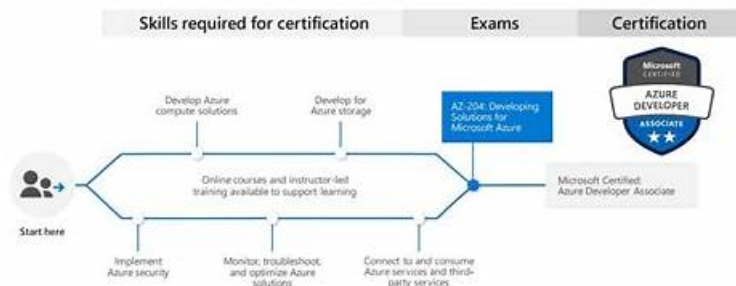 Skills required for certification
Exams
Certification
Microsoft
CERTIFIED
AZURE
DEVELOPER
ASSOCIATE
Develop Azure
compute solutions
Develop for
Azure storage
AZ-204: Developing
Solutions for
Microsoft Azure
Online courses and instructor-led
training available to support learning
Microsoft Certified:
Azure Developer Associate
Start here
Implement
Azure security
Monitor, troubleshoot,
and optimize Azure
solutions
Connect to and consume
Azure services and third-
party services